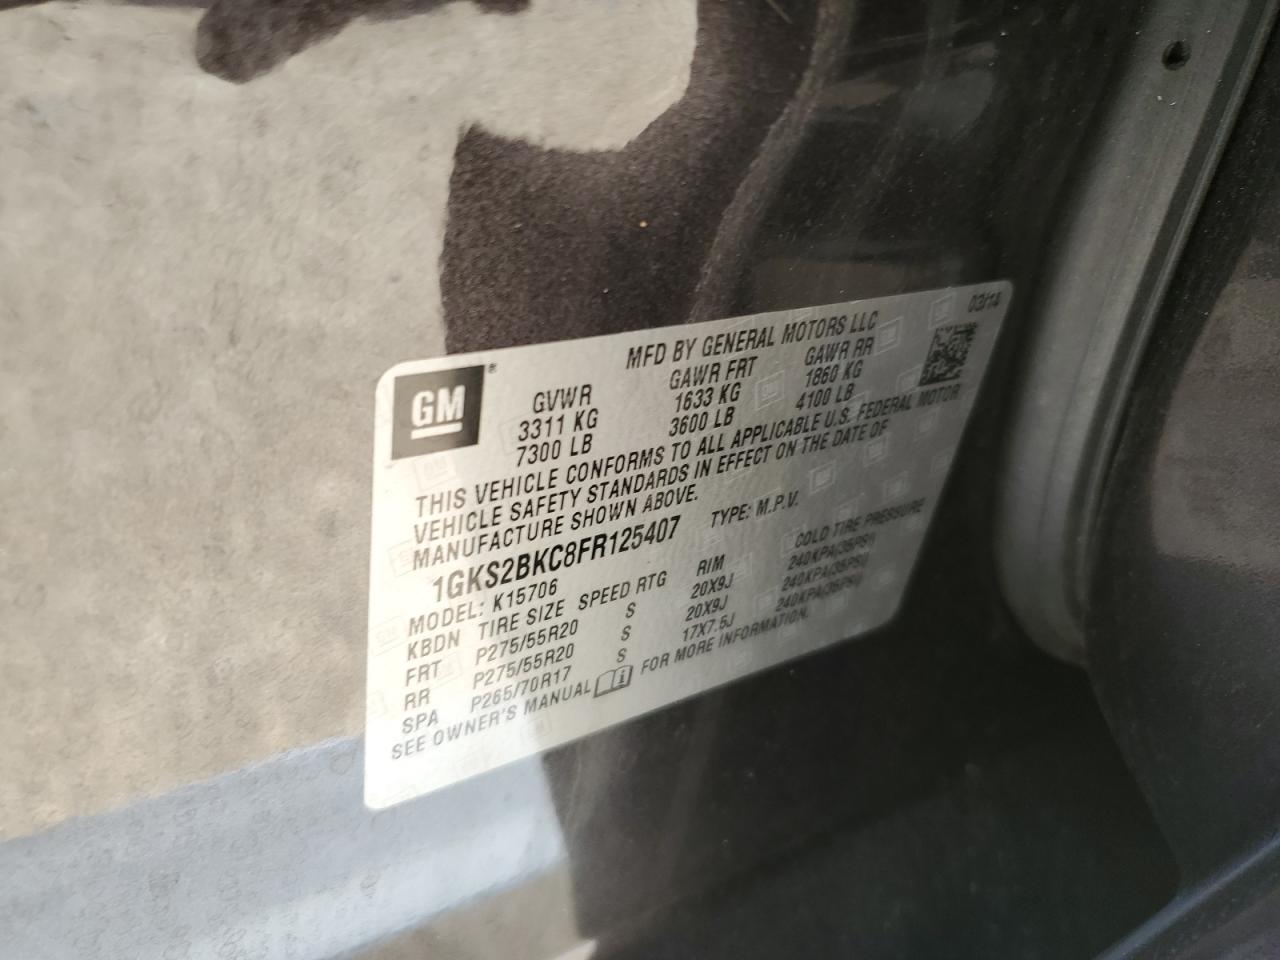 03/14
MFD BY GENERAL MOTORS LLC
GM®
GVWR GAWR FRT GAWR RR
3311 KG 1633 KG 1860 KG
7300 LB 3600 LB 4100 LB
THIS VEHICLE CONFORMS TO ALL APPLICABLE U.S. FEDERAL MOTOR
VEHICLE SAFETY STANDARDS IN EFFECT ON THE DATE OF
MANUFACTURE SHOWN ABOVE.
1GKS2BKC8FR125407 TYPE: M.P.V.
MODEL: K15706
KBDN TIRE SIZE SPEED RTG RIM COLD TIRE PRESSURE
FRT P275/55R20 S 20X9J 240KPA(35PSI)
RR P275/55R20 S 20X9J 240KPA(35PSI)
SPA P265/70R17 S 17X7.5J 240KPA(35PSI)
SEE OWNER'S MANUAL FOR MORE INFORMATION.